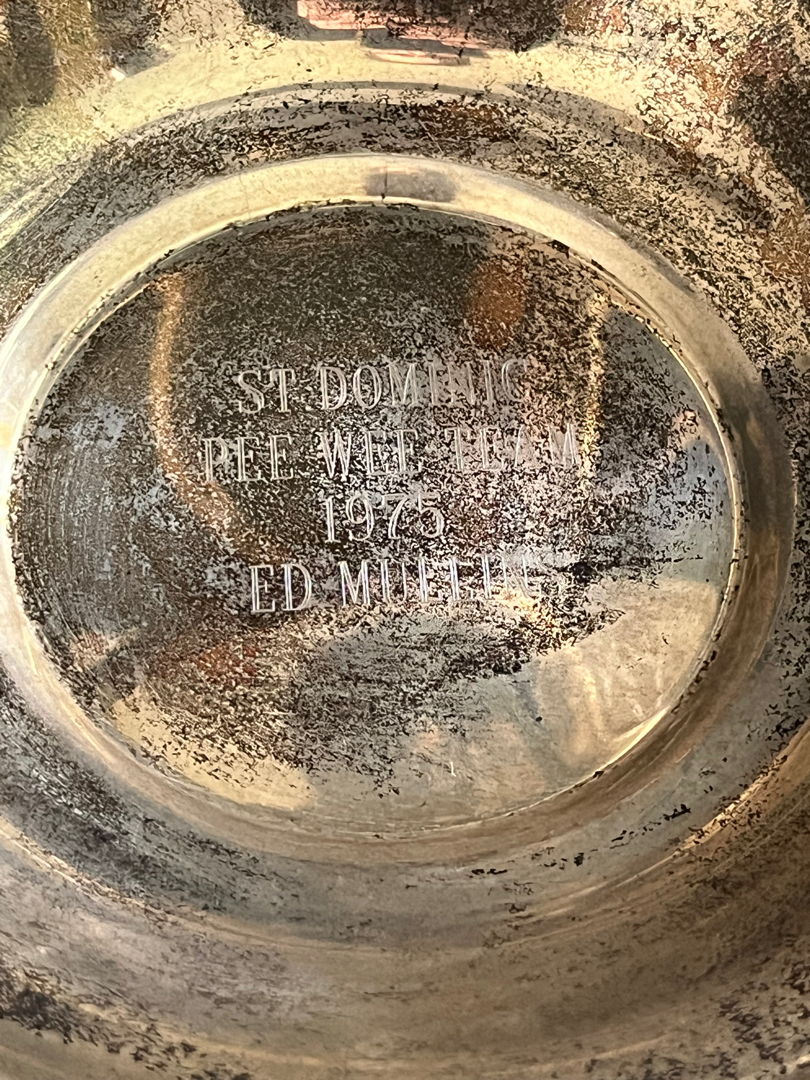 ST DOMINIC
PEE WEE TEAM
1975
ED